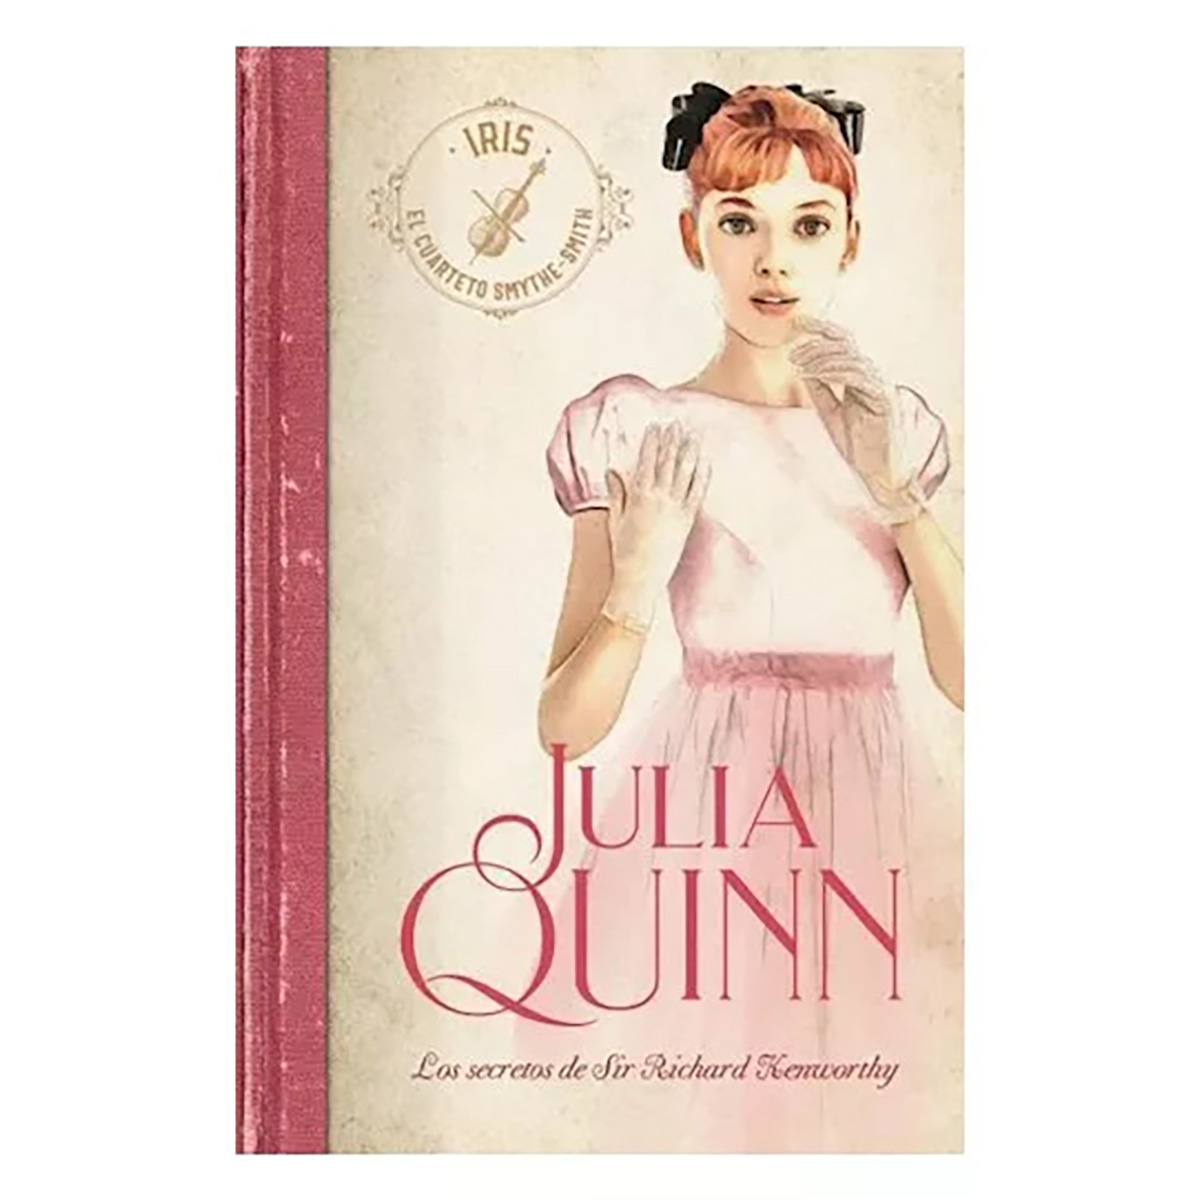 IRIS
EL CUARTETO SMYTHE-SMITH
JULIA
QUINN
Los secretos de Sir Richard Kenworthy